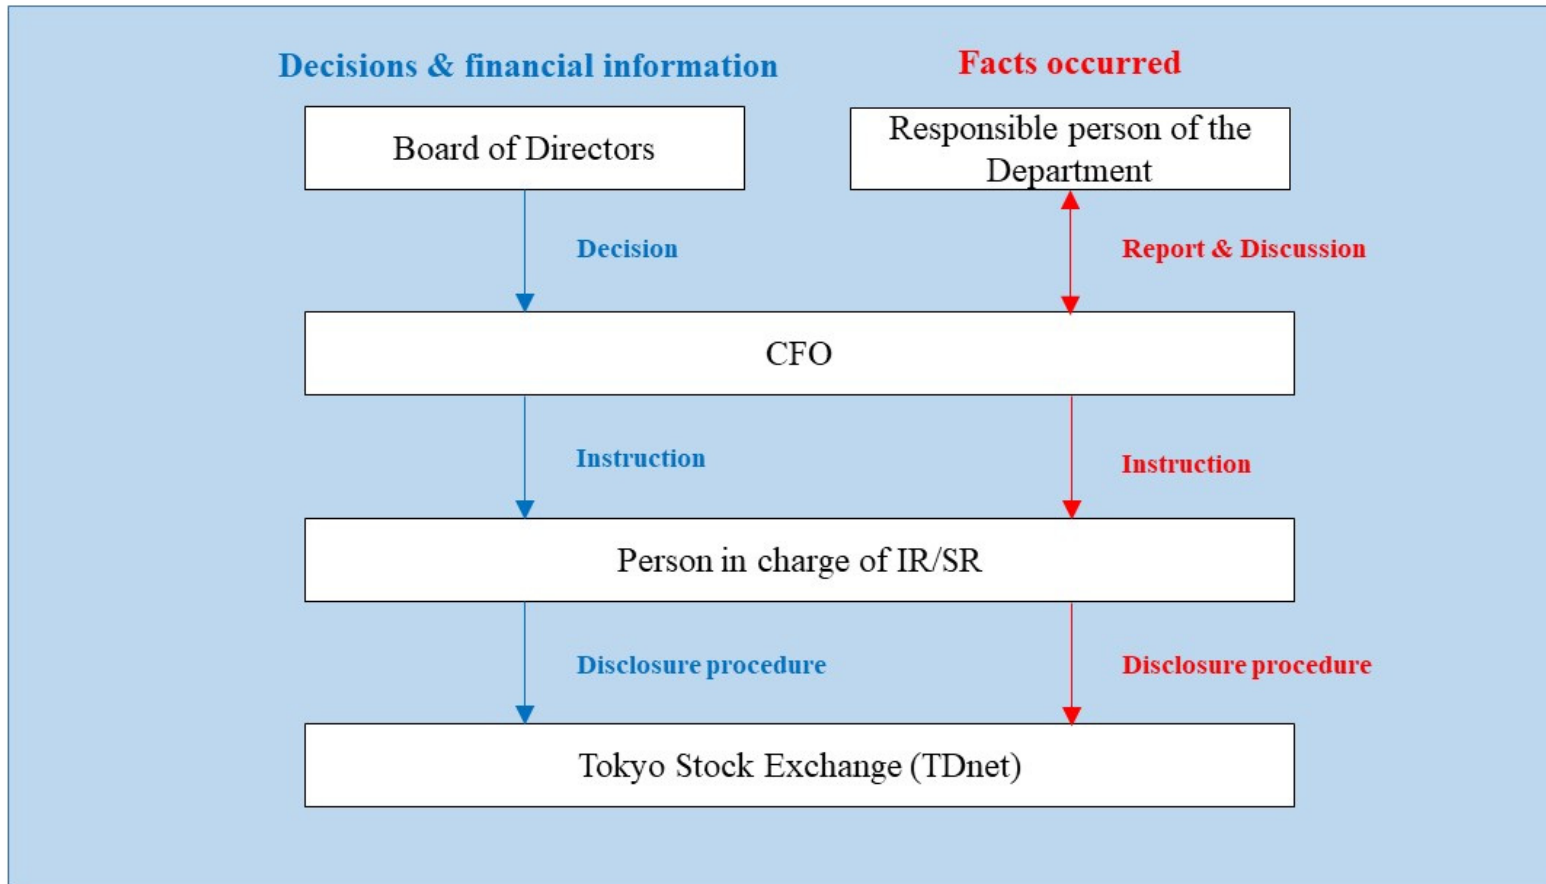 Decisions & financial information
Facts occurred
Board of Directors
Responsible person of the
Department
Decision
Report & Discussion
CFO
Instruction
Instruction
Person in charge of IR/SR
Disclosure procedure
Disclosure procedure
Tokyo Stock Exchange (TDnet)